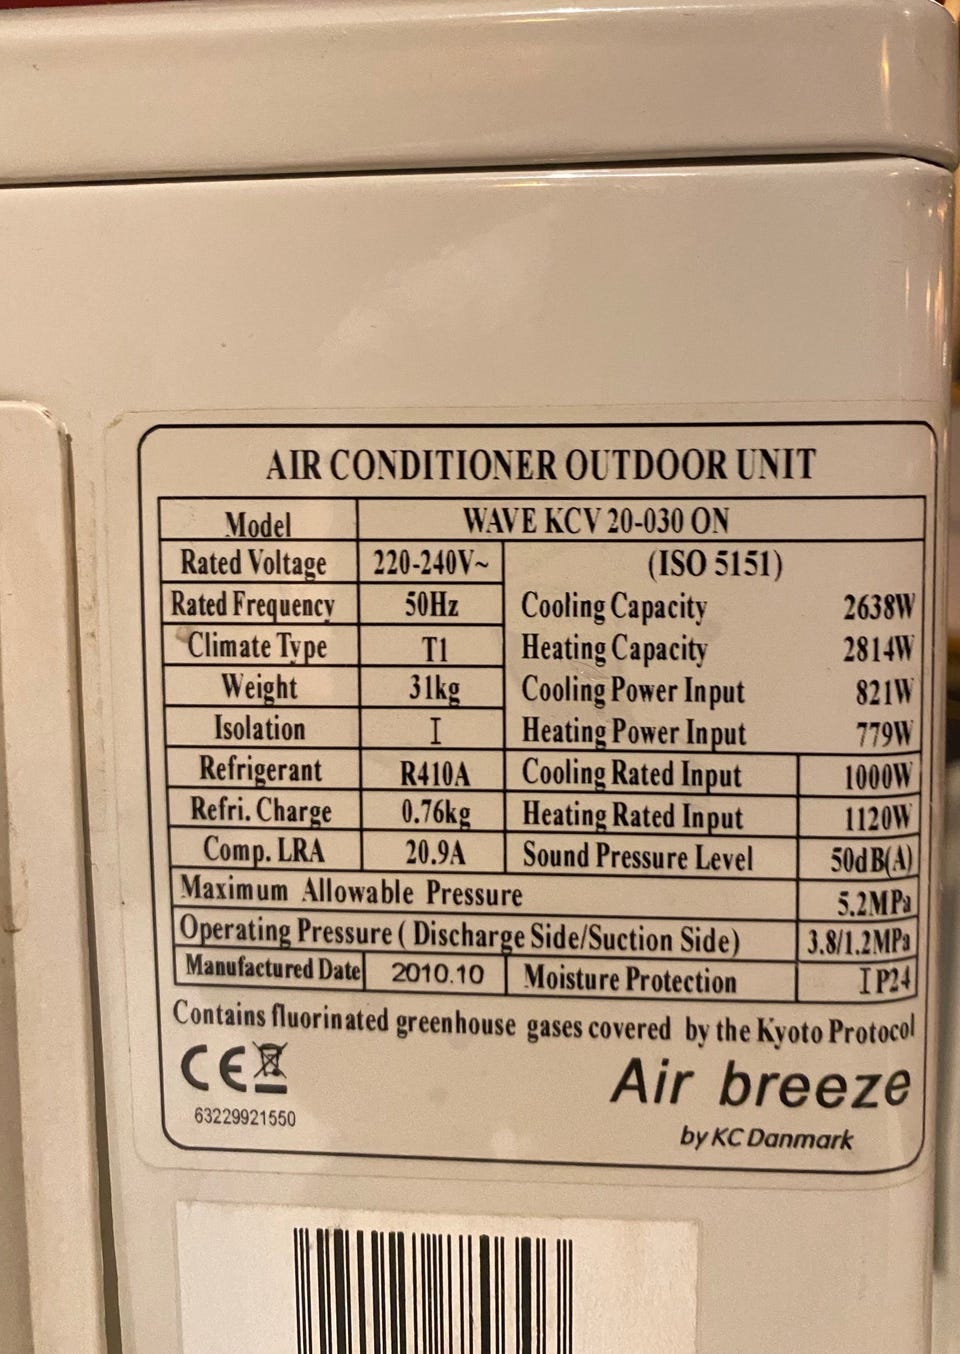 AIR CONDITIONER OUTDOOR UNIT
Model WAVE KCV 20-030 ON
Rated Voltage 220-240V~ (ISO 5151)
Rated Frequency 50Hz Cooling Capacity 2638W
Climate Type T1 Heating Capacity 2814W
Weight 31kg Cooling Power Input 821W
Isolation I Heating Power Input 779W
Refrigerant R410A Cooling Rated Input 1000W
Refri. Charge 0.76kg Heating Rated Input 1120W
Comp. LRA 20.9A Sound Pressure Level 50dB(A)
Maximum Allowable Pressure 5.2MPa
Operating Pressure ( Discharge Side/Suction Side) 3.8/1.2MPa
Manufactured Date 2010.10 Moisture Protection IP24
Contains fluorinated greenhouse gases covered by the Kyoto Protocol
CE
Air breeze
63229921550
by KC Danmark